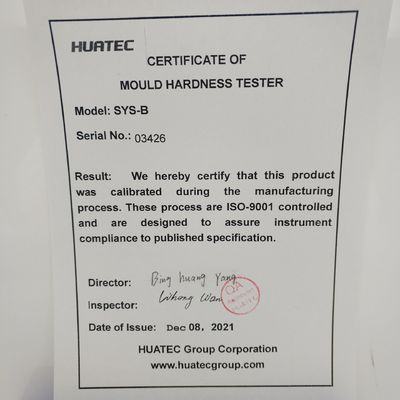 HUATEC
CERTIFICATE OF
MOULD HARDNESS TESTER
Model: SYS-B
Serial No.: 03426
Result: We hereby certify that this product
was calibrated during the manufacturing
process. These process are ISO-9001 controlled
and are designed to assure instrument
compliance to published specification.
Director: Bing huang Yang
Inspector: Lihong Wan
QA
Date of Issue: Dec 08, 2021
HUATEC Group Corporation
www.huatecgroup.com